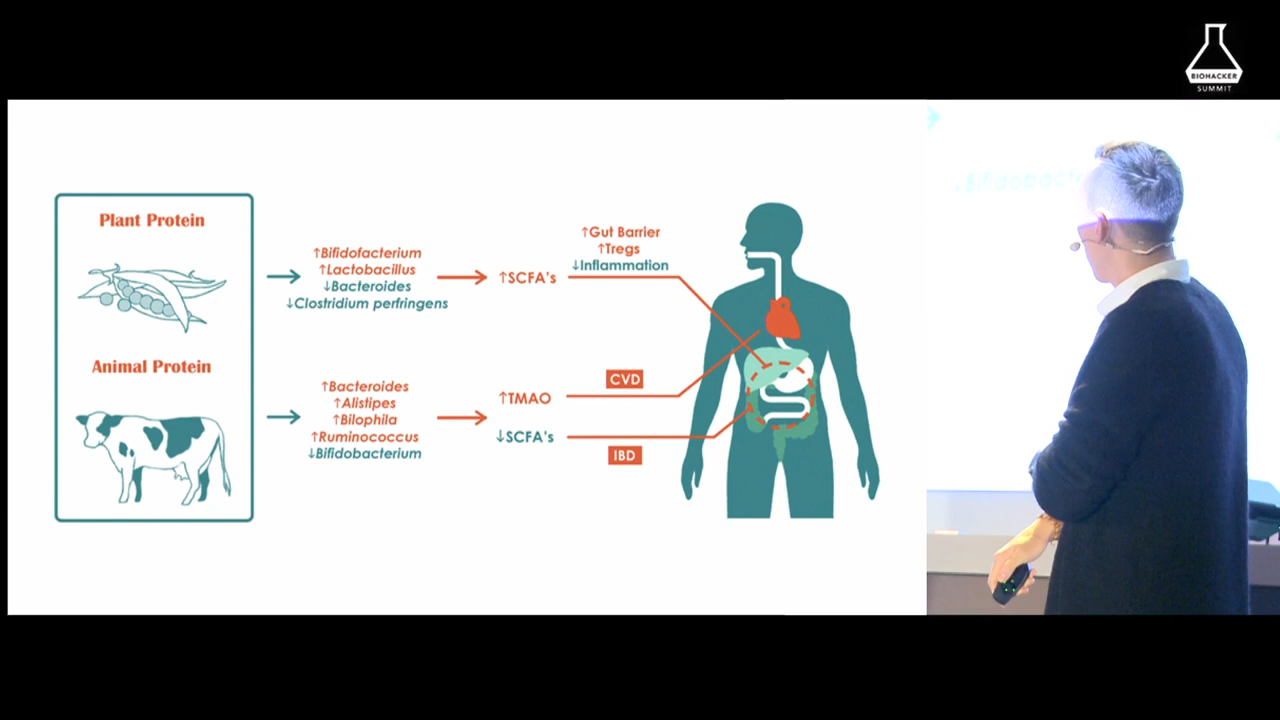 BIOHACKER
SUMMIT
Plant Protein
↑Bifidofacterium
↑Lactobacillus
↓Bacteroides
↓Clostridium perfringens
↑SCFA's
↑Gut Barrier
↑Tregs
↓Inflammation
Animal Protein
↑Bacteroides
↑Alistipes
↑Bilophila
↑Ruminococcus
↓Bifidobacterium
↑TMAO
↓SCFA's
CVD
IBD